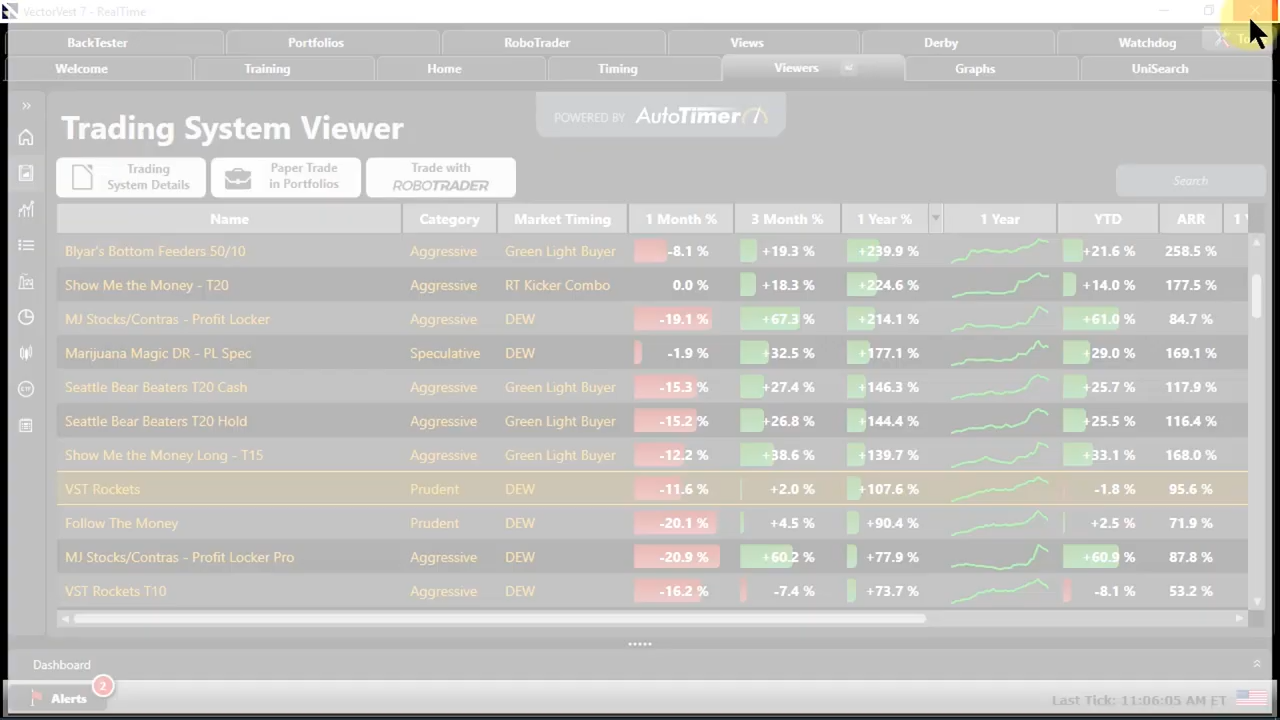 VectorVest 7 - RealTime
BackTester Portfolios RoboTrader Views Derby Watchdog
Welcome Training Home Timing Viewers Graphs UniSearch
Trading System Viewer
POWERED BY AutoTimer
Trading System Details
Paper Trade in Portfolios
Trade with ROBOTRADER
Search
Name Category Market Timing 1 Month % 3 Month % 1 Year % 1 Year YTD ARR
Blyar's Bottom Feeders 50/10 Aggressive Green Light Buyer -8.1 % +19.3 % +239.9 % +21.6 % 258.5 %
Show Me the Money - T20 Aggressive RT Kicker Combo 0.0 % +18.3 % +224.6 % +14.0 % 177.5 %
MJ Stocks/Contras - Profit Locker Aggressive DEW -19.1 % +67.3 % +214.1 % +61.0 % 84.7 %
Marijuana Magic DR - PL Spec Speculative DEW -1.9 % +32.5 % +177.1 % +29.0 % 169.1 %
Seattle Bear Beaters T20 Cash Aggressive Green Light Buyer -15.3 % +27.4 % +146.3 % +25.7 % 117.9 %
Seattle Bear Beaters T20 Hold Aggressive Green Light Buyer -15.2 % +26.8 % +144.4 % +25.5 % 116.4 %
Show Me the Money Long - T15 Aggressive Green Light Buyer -12.2 % +38.6 % +139.7 % +33.1 % 168.0 %
VST Rockets Prudent DEW -11.6 % +2.0 % +107.6 % -1.8 % 95.6 %
Follow The Money Prudent DEW -20.1 % +4.5 % +90.4 % +2.5 % 71.9 %
MJ Stocks/Contras - Profit Locker Pro Aggressive DEW -20.9 % +60.2 % +77.9 % +60.9 % 87.8 %
VST Rockets T10 Aggressive DEW -16.2 % -7.4 % +73.7 % -8.1 % 53.2 %
Dashboard
Alerts 2
Last Tick: 11:06:05 AM ET